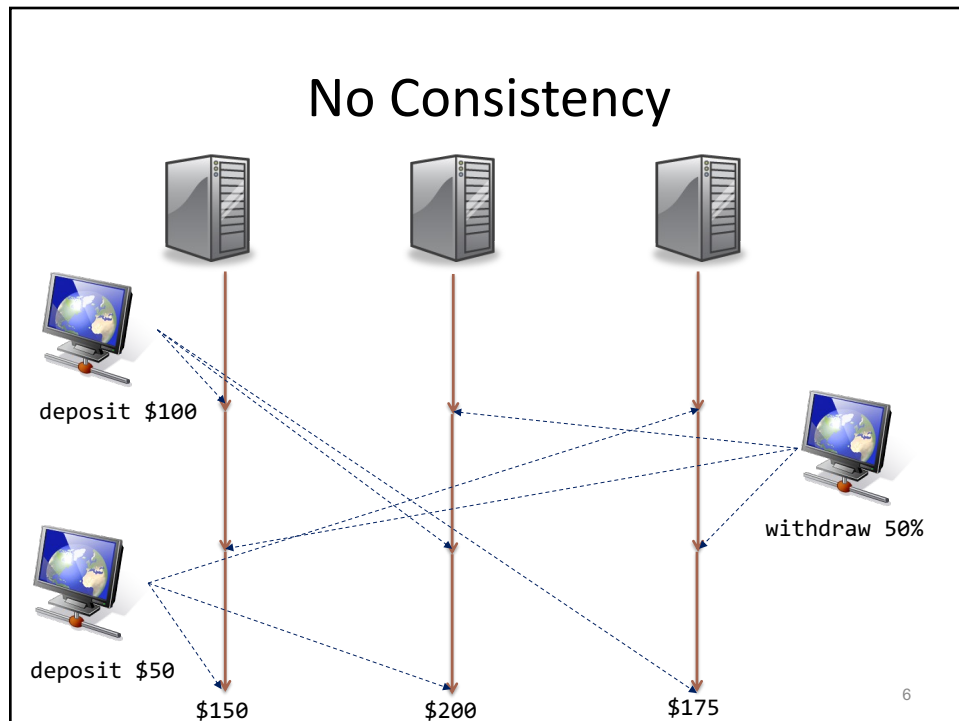 No Consistency
deposit $100
withdraw 50%
deposit $50
$150
$200
$175
6